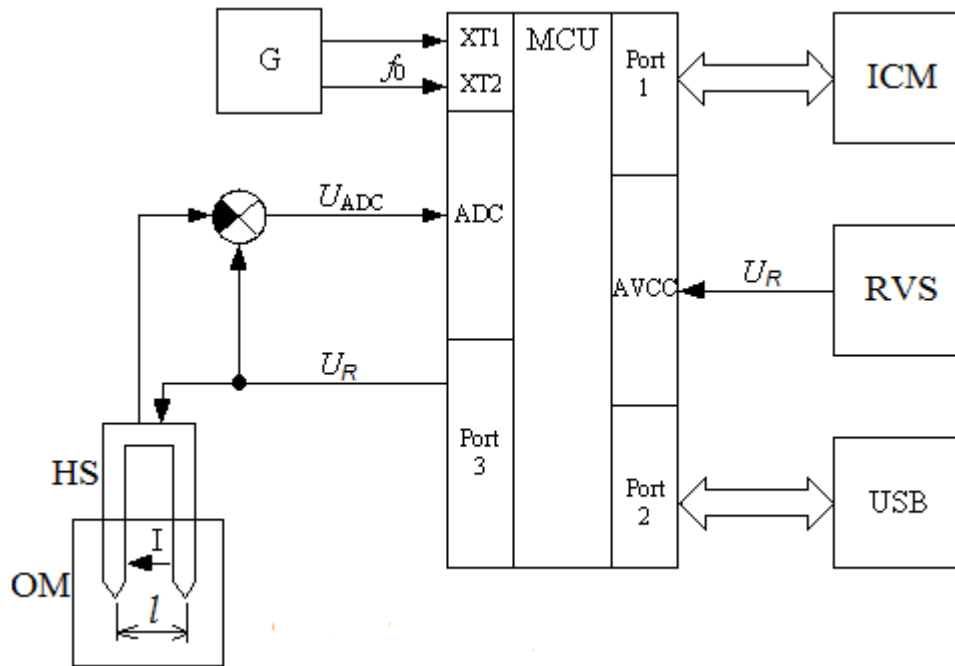 G
XT1
MCU
Port
1
ICM
f0
XT2
UADC
ADC
AVCC
UR
RVS
UR
HS
Port
3
Port
2
USB
I
OM
l